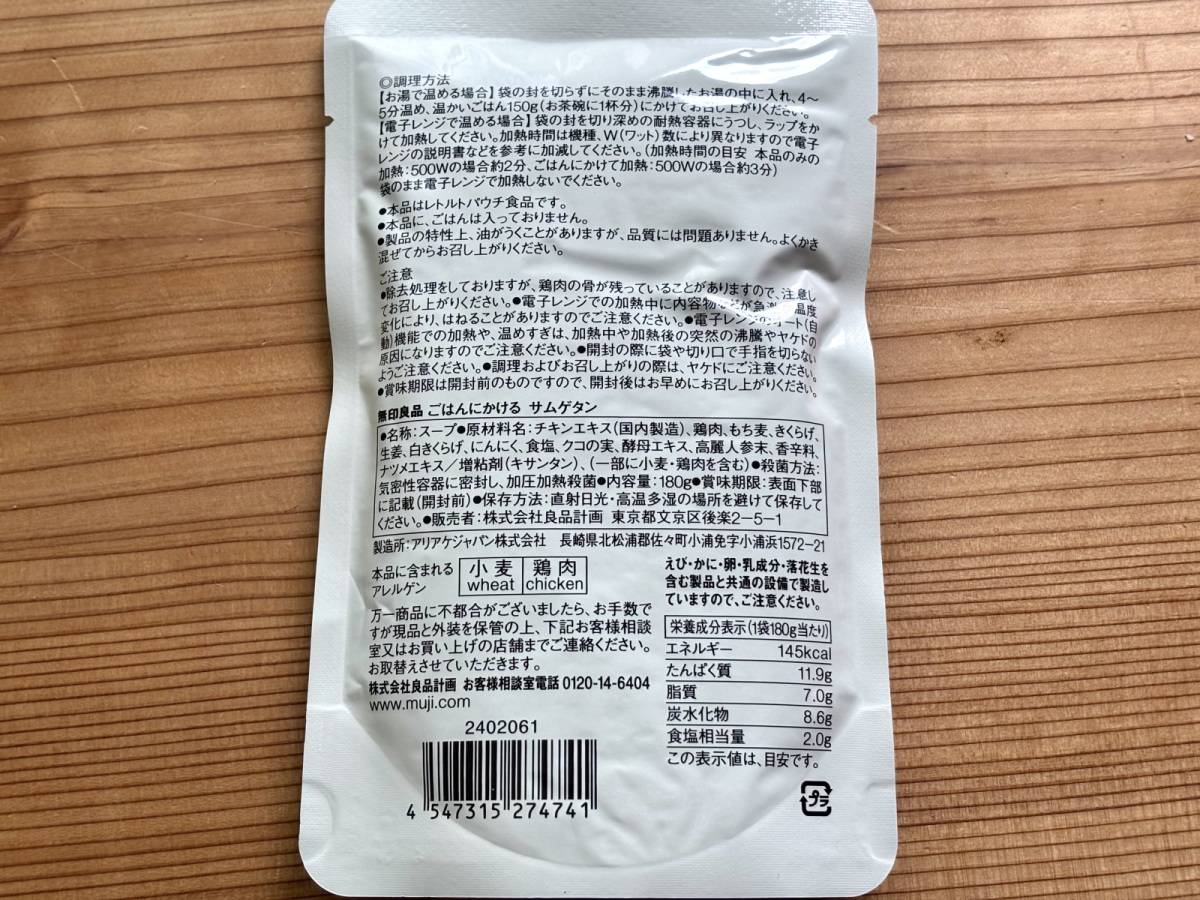 ◎調理方法
【お湯で温める場合】袋の封を切らずにそのまま沸騰したお湯の中に入れ、4〜
5分温め、温かいごはん150g(お茶碗に1杯分)にかけてお召し上がりください。
【電子レンジで温める場合】袋の封を切り深めの耐熱容器にうつし、ラップをか
けて加熱してください。加熱時間は機種、W(ワット)数により異なりますので電子
レンジの説明書などを参考に加減してください。(加熱時間の目安 本品のみの
加熱:500Wの場合約2分、ごはんにかけて加熱:500Wの場合約3分)
袋のまま電子レンジで加熱しないでください。
●本品はレトルトパウチ食品です。
●本品に、ごはんは入っておりません。
●製品の特性上、油がうくことがありますが、品質には問題ありません。よくかき
混ぜてからお召し上がりください。
ご注意
●除去処理をしておりますが、鶏肉の骨が残っていることがありますので、注意し
てお召し上がりください。●電子レンジでの加熱中に内容物などが急激な温度
変化により、はねることがありますのでご注意ください。●電子レンジのオート(自
動)機能での加熱や、温めすぎは、加熱中や加熱後の突然の沸騰やヤケドの
原因になりますのでご注意ください。●開封の際に袋や切り口で手指を切らない
ようご注意ください。●調理およびお召し上がりの際は、ヤケドにご注意ください。
●賞味期限は開封前のものですので、開封後はお早めにお召し上がりください。
無印良品 ごはんにかける サムゲタン
●名称:スープ●原材料名:チキンエキス(国内製造)、鶏肉、もち麦、きくらげ、
生姜、白きくらげ、にんにく、食塩、クコの実、酵母エキス、高麗人参末、香辛料、
ナツメエキス/増粘剤(キサンタン)、(一部に小麦・鶏肉を含む)●殺菌方法:
気密性容器に密封し、加圧加熱殺菌●内容量:180g●賞味期限:表面下部
に記載(開封前)●保存方法:直射日光・高温多湿の場所を避けて保存して
ください。●販売者:株式会社良品計画 東京都文京区後楽2-5-1
製造所:アリアケジャパン株式会社 長崎県北松浦郡佐々町小浦免字小浦浜1572-21
本品に含まれる
アレルゲン
小麦 鶏肉
wheat chicken
えび・かに・卵・乳成分・落花生を
含む製品と共通の設備で製造し
ていますので、ご注意ください。
万一商品に不都合がございましたら、お手数で
すが現品と外装を保管の上、下記お客様相談
室又はお買い上げの店舗までご連絡ください。
お取替えさせていただきます。
株式会社良品計画 お客様相談室電話 0120-14-6404
www.muji.com
栄養成分表示(1袋180g当たり)
エネルギー 145kcal
たんぱく質 11.9g
脂質 7.0g
炭水化物 8.6g
食塩相当量 2.0g
この表示値は、目安です。
2402061
4 547315 274741
プラ